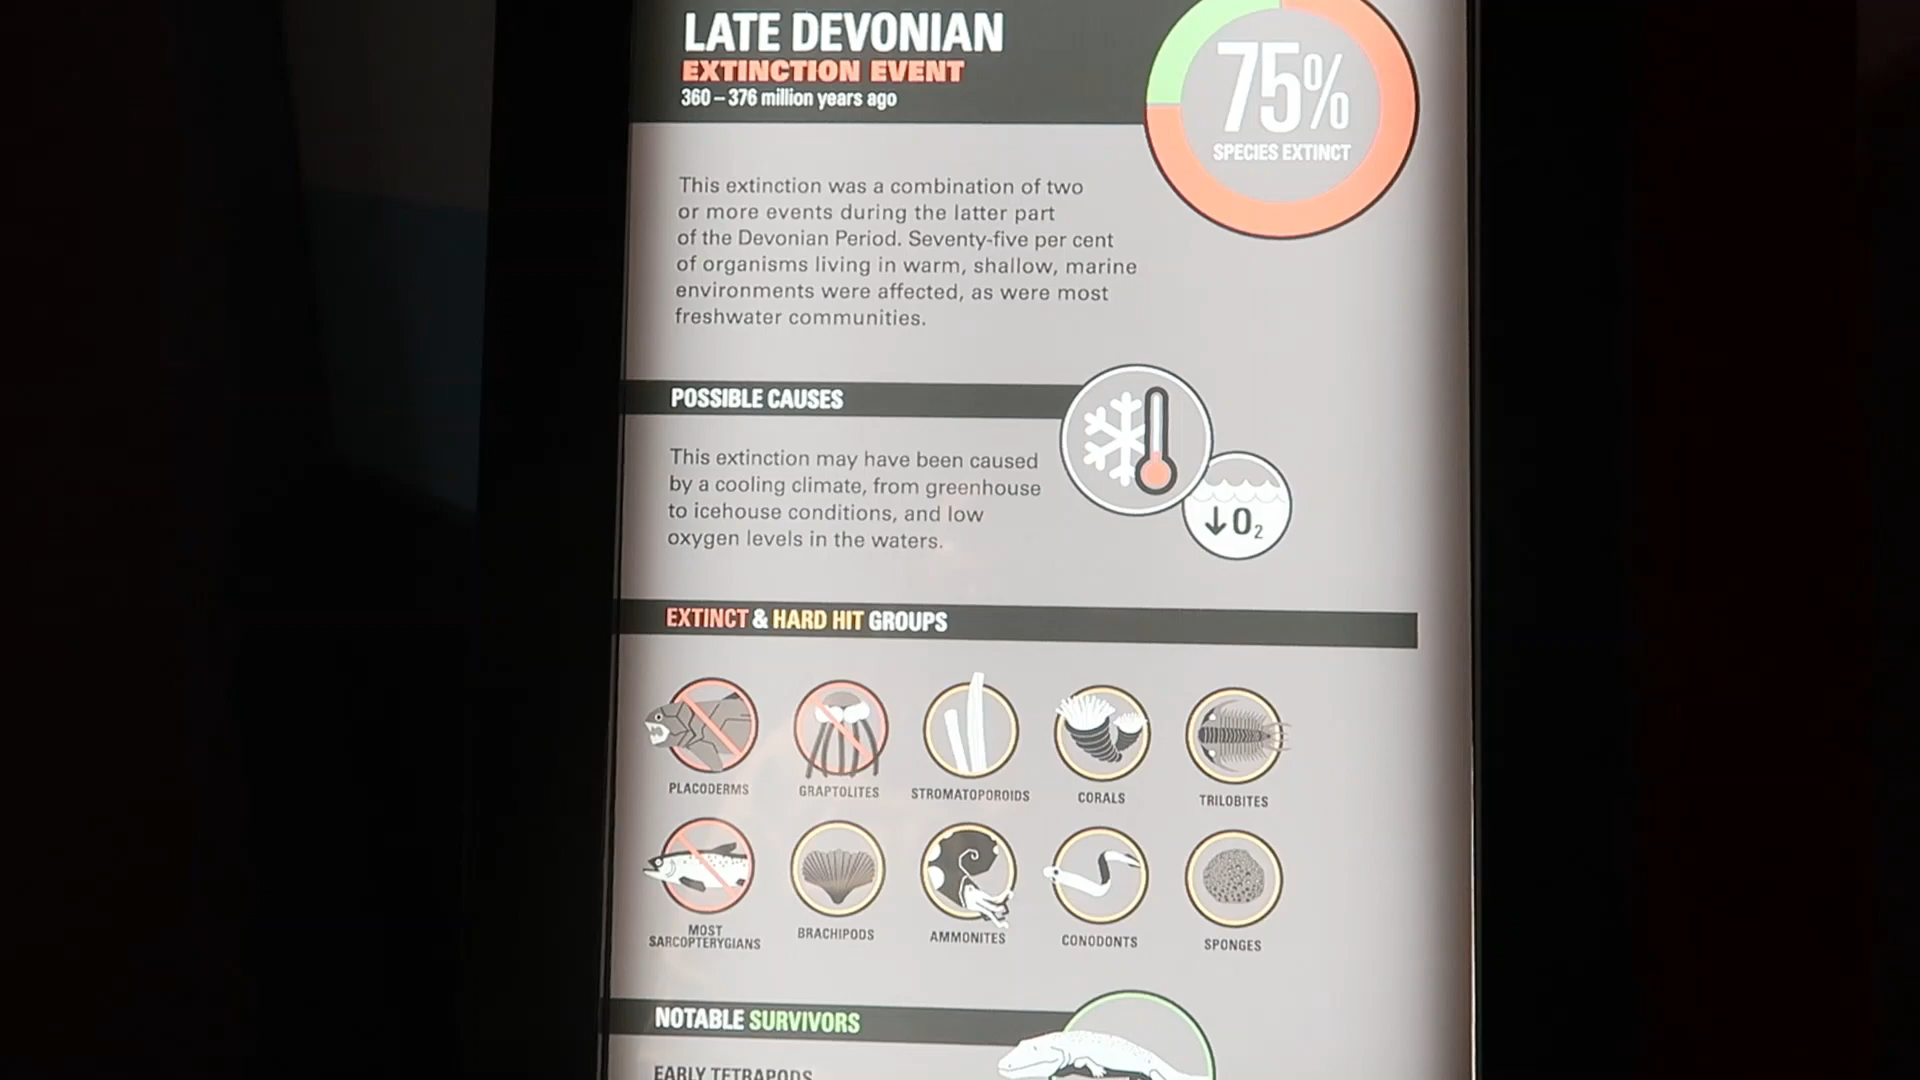 LATE DEVONIAN
EXTINCTION EVENT
360 – 376 million years ago
75%
SPECIES EXTINCT
This extinction was a combination of two
or more events during the latter part
of the Devonian Period. Seventy-five per cent
of organisms living in warm, shallow, marine
environments were affected, as were most
freshwater communities.
POSSIBLE CAUSES
This extinction may have been caused
by a cooling climate, from greenhouse
to icehouse conditions, and low
oxygen levels in the waters.
↓O₂
EXTINCT & HARD HIT GROUPS
PLACODERMS
GRAPTOLITES
STROMATOPOROIDS
CORALS
TRILOBITES
MOST
SARCOPTERYGIANS
BRACHIPODS
AMMONITES
CONODONTS
SPONGES
NOTABLE SURVIVORS
EARLY TETRAPODS